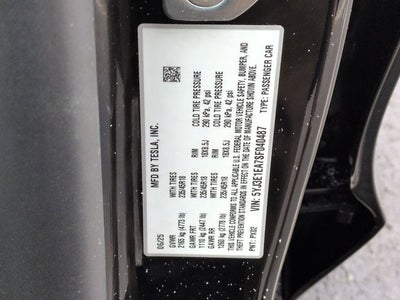 MFD BY TESLA, INC.
06/25
GVWR
2165 kg (4773 lb)
WITH TIRES
235/45R18
RIM
18X8.5J
COLD TIRE PRESSURE
290 kPa, 42 psi
GAWR FRT
1110 kg (2447 lb)
WITH TIRES
235/45R18
RIM
18X8.5J
COLD TIRE PRESSURE
290 kPa, 42 psi
GAWR RR
1260 kg (2778 lb)
THIS VEHICLE CONFORMS TO ALL APPLICABLE
FEDERAL MOTOR VEHICLE SAFETY, BUMPER, AND
THEFT PREVENTION STANDARDS IN EFFECT ON THE
DATE OF MANUFACTURE SHOWN ABOVE.
VIN: 5YJ3E1EA7SF040487
TYPE: PASSENGER CAR